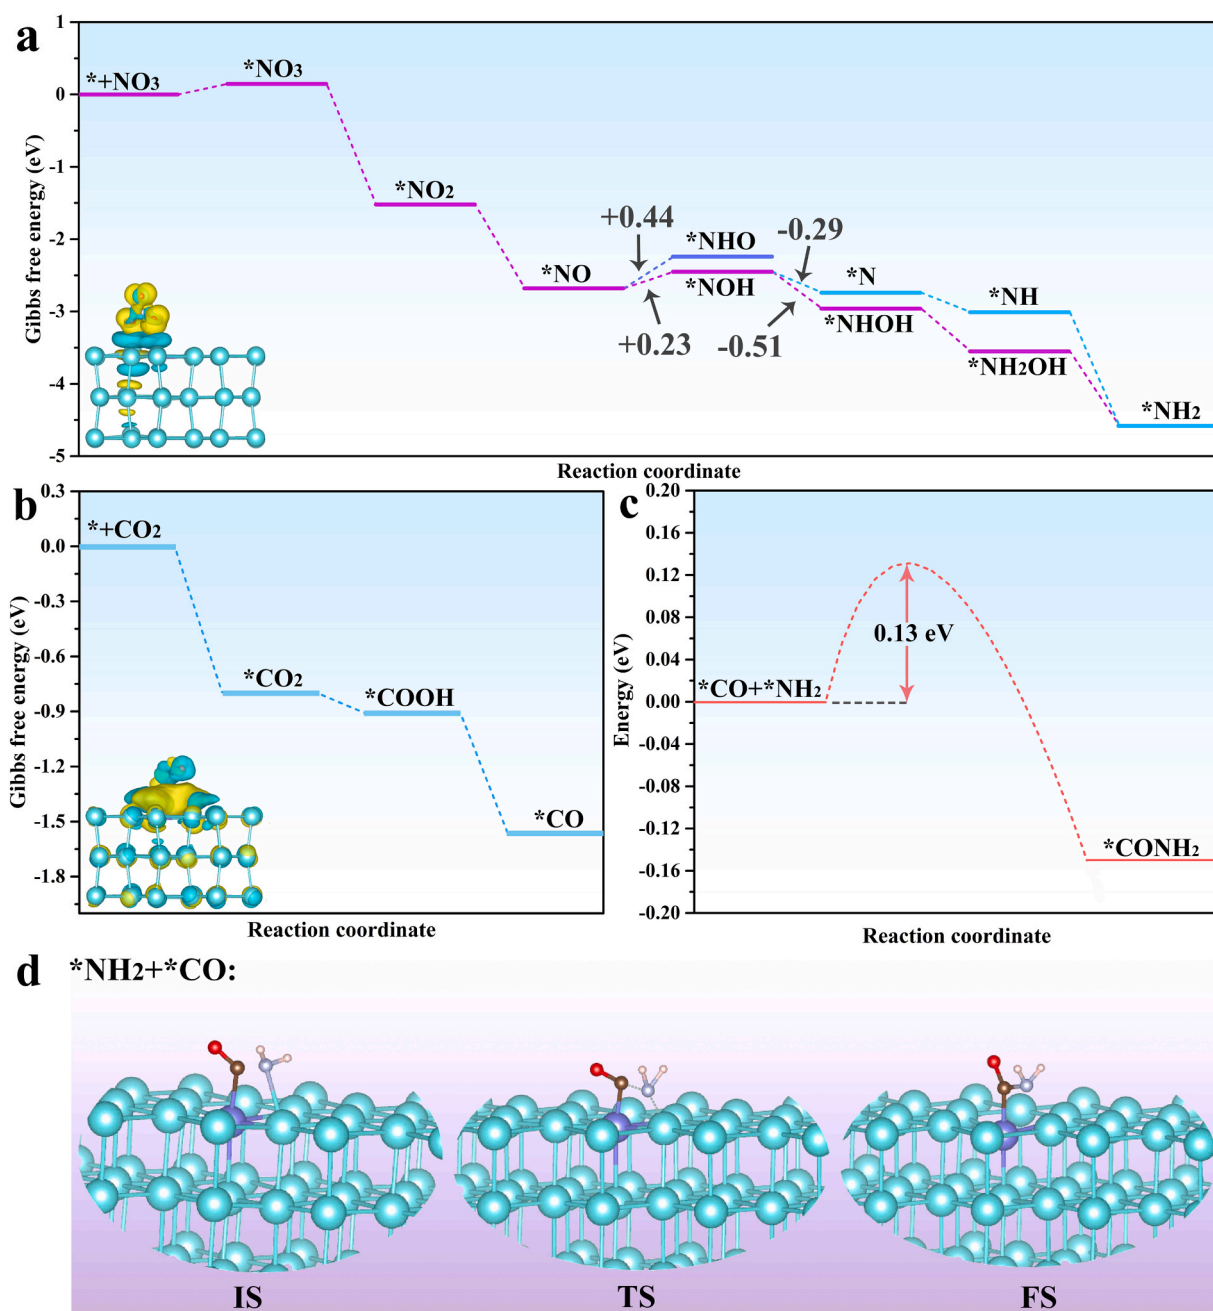 a
1
0
-1
-2
-3
-4
-5
Gibbs free energy (eV)
*+NO3
*NO3
*NO2
*NO
+0.44
*NHO
*NOH
+0.23
-0.29
-0.51
*N
*NHOH
*NH
*NH2OH
*NH2
Reaction coordinate
b
0.3
0.0
-0.3
-0.6
-0.9
-1.2
-1.5
-1.8
Gibbs free energy (eV)
*+CO2
*CO2
*COOH
*CO
Reaction coordinate
c
0.20
0.16
0.12
0.08
0.04
0.00
-0.04
-0.08
-0.12
-0.16
-0.20
Energy (eV)
*CO+*NH2
0.13 eV
*CONH2
Reaction coordinate
d
*NH2+*CO:
IS
TS
FS